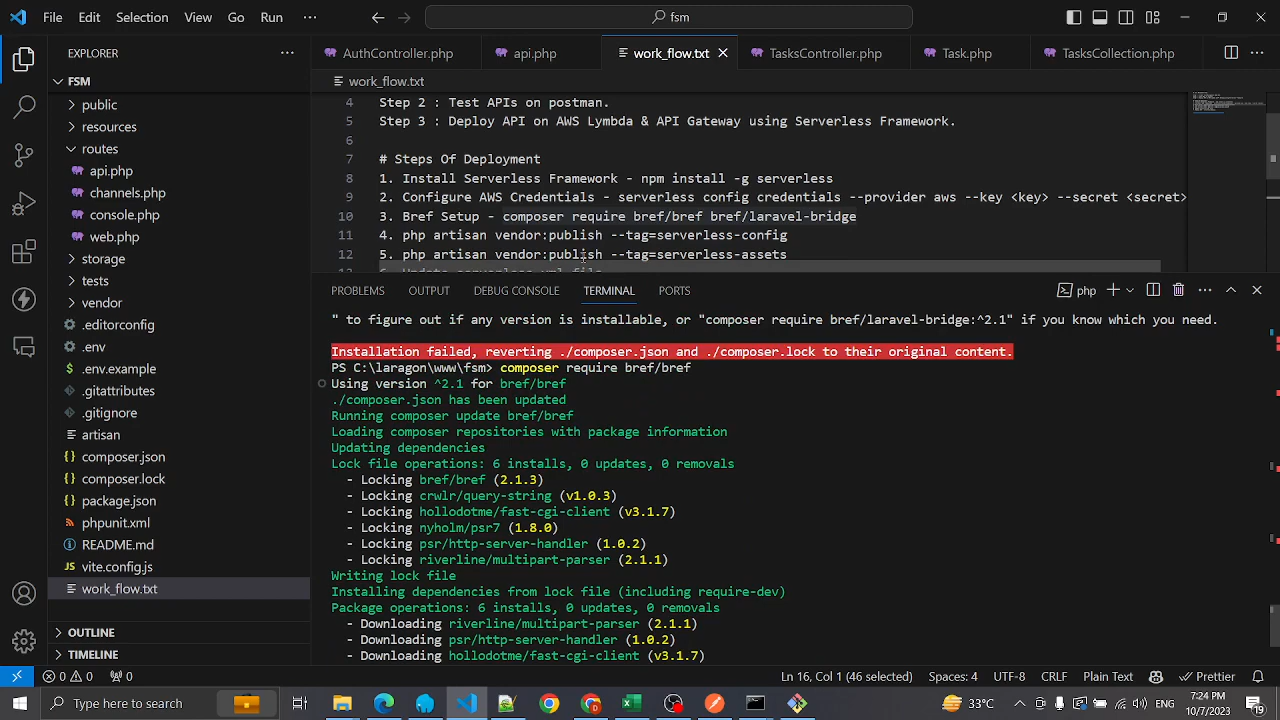 File Edit Selection View Go Run ··· fsm
EXPLORER ···
AuthController.php api.php work_flow.txt TasksController.php Task.php TasksCollection.php ···
FSM
work_flow.txt
public
resources
routes
api.php
channels.php
console.php
web.php
storage
tests
vendor
.editorconfig
.env
.env.example
.gitattributes
.gitignore
artisan
composer.json
composer.lock
package.json
phpunit.xml
README.md
vite.config.js
work_flow.txt
OUTLINE
TIMELINE
4 Step 2 : Test APIs on postman.
5 Step 3 : Deploy API on AWS Lymbda & API Gateway using Serverless Framework.
6
7 # Steps Of Deployment
8 1. Install Serverless Framework - npm install -g serverless
9 2. Configure AWS Credentials - serverless config credentials --provider aws --key <key> --secret <secret>
10 3. Bref Setup - composer require bref/bref bref/laravel-bridge
11 4. php artisan vendor:publish --tag=serverless-config
12 5. php artisan vendor:publish --tag=serverless-assets
PROBLEMS OUTPUT DEBUG CONSOLE TERMINAL PORTS php ···
" to figure out if any version is installable, or "composer require bref/laravel-bridge:^2.1" if you know which you need.
Installation failed, reverting ./composer.json and ./composer.lock to their original content.
PS C:\laragon\www\fsm> composer require bref/bref
Using version ^2.1 for bref/bref
./composer.json has been updated
Running composer update bref/bref
Loading composer repositories with package information
Updating dependencies
Lock file operations: 6 installs, 0 updates, 0 removals
- Locking bref/bref (2.1.3)
- Locking crwlr/query-string (v1.0.3)
- Locking hollodotme/fast-cgi-client (v3.1.7)
- Locking nyholm/psr7 (1.8.0)
- Locking psr/http-server-handler (1.0.2)
- Locking riverline/multipart-parser (2.1.1)
Writing lock file
Installing dependencies from lock file (including require-dev)
Package operations: 6 installs, 0 updates, 0 removals
- Downloading riverline/multipart-parser (2.1.1)
- Downloading psr/http-server-handler (1.0.2)
- Downloading hollodotme/fast-cgi-client (v3.1.7)
0 0 0 Ln 16, Col 1 (46 selected) Spaces: 4 UTF-8 CRLF Plain Text Prettier
Type here to search 33°C ENG 7:24 PM
10/7/2023
19